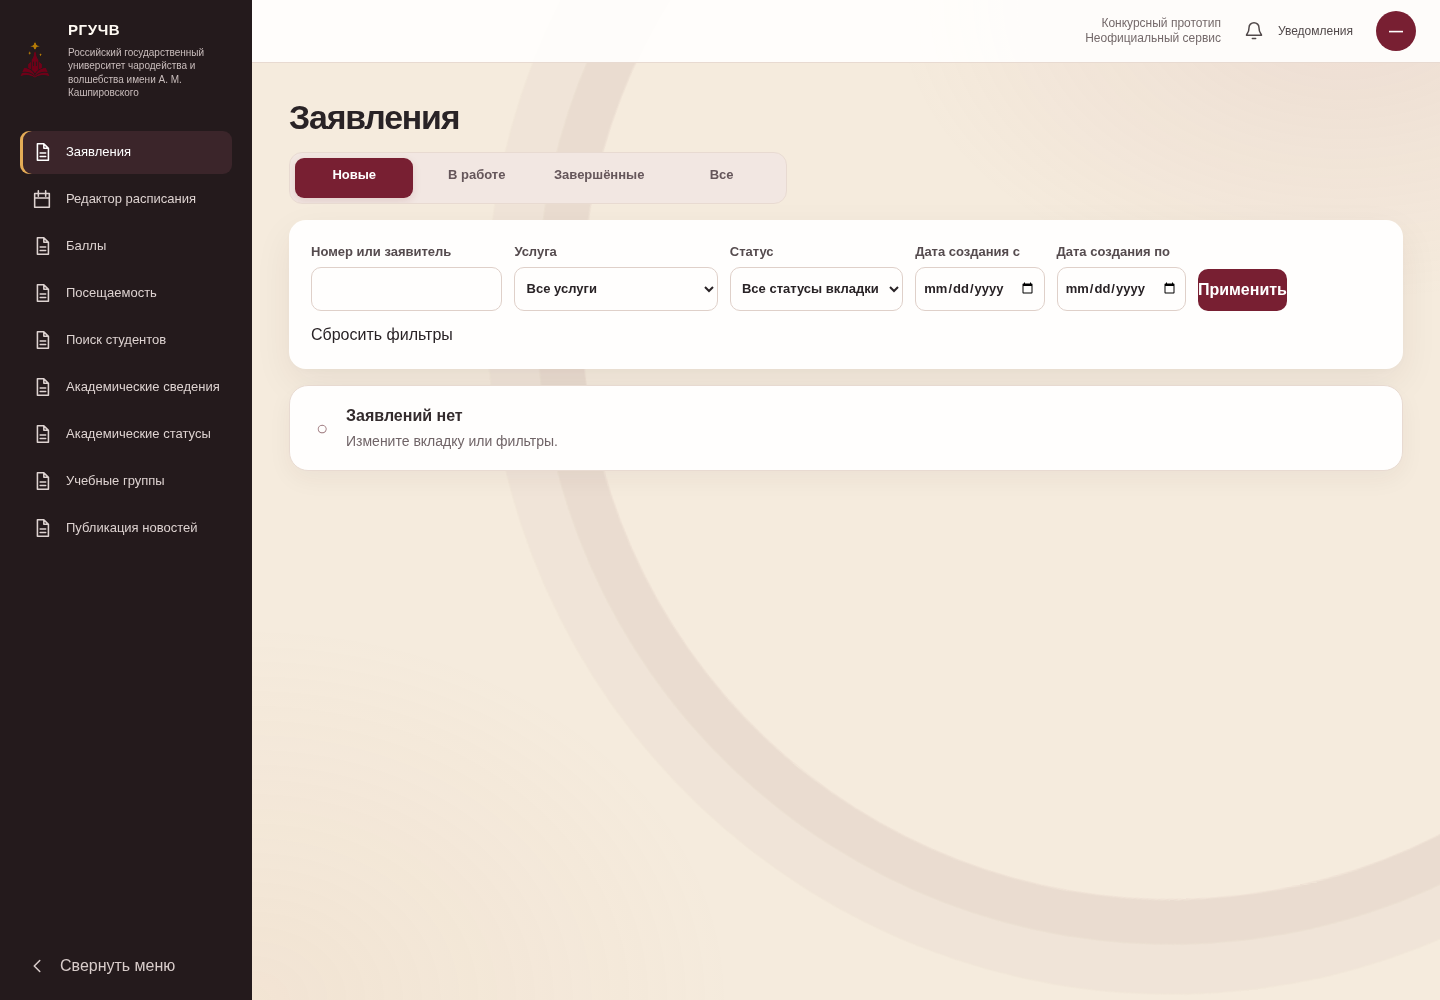 РГУЧВ
Российский государственный
университет чародейства и
волшебства имени А. М.
Кашпировского
Заявления
Редактор расписания
Баллы
Посещаемость
Поиск студентов
Академические сведения
Академические статусы
Учебные группы
Публикация новостей
Свернуть меню
Конкурсный прототип
Неофициальный сервис
Уведомления
Заявления
Новые В работе Завершённые Все
Номер или заявитель Услуга Статус Дата создания с Дата создания по
Все услуги Все статусы вкладки mm/dd/yyyy mm/dd/yyyy Применить
Сбросить фильтры
Заявлений нет
Измените вкладку или фильтры.